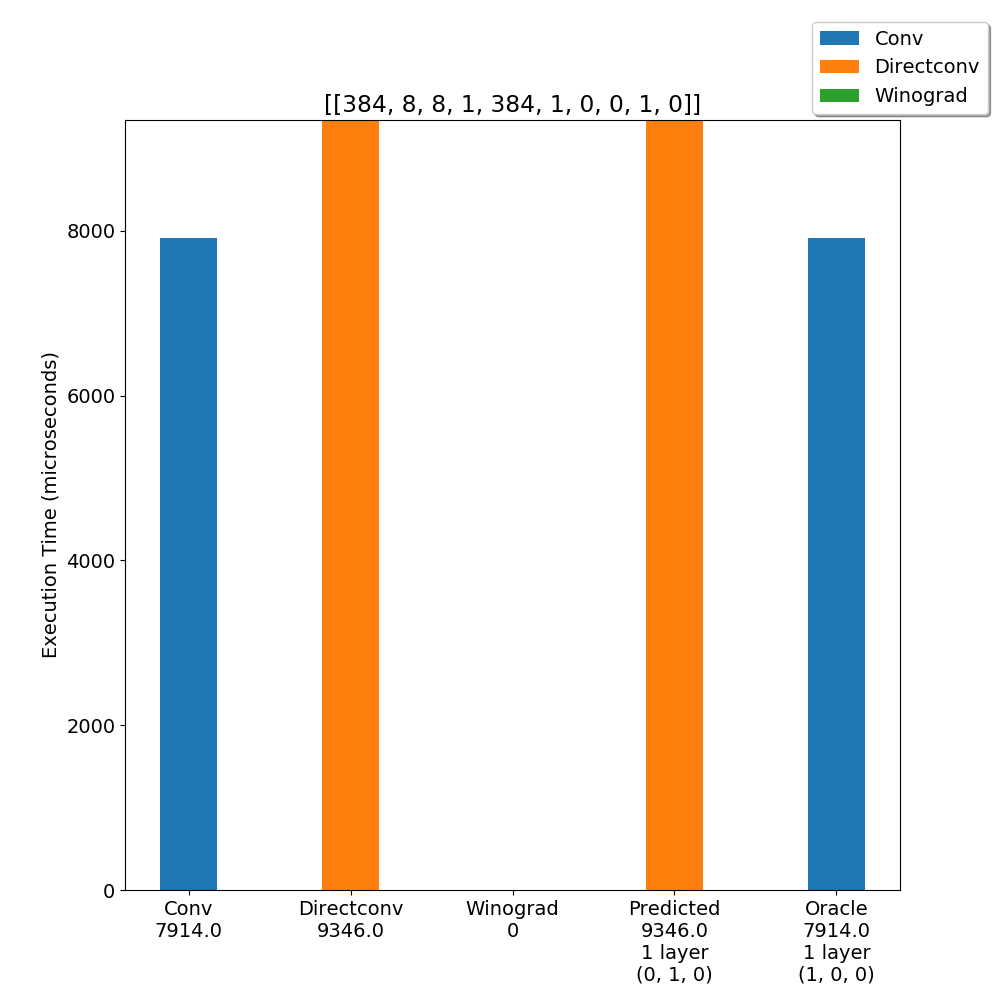 Conv
Directconv
Winograd
[[384, 8, 8, 1, 384, 1, 0, 0, 1, 0]]
Execution Time (microseconds)
8000
6000
4000
2000
0
Conv
7914.0
Directconv
9346.0
Winograd
0
Predicted
9346.0
1 layer
(0, 1, 0)
Oracle
7914.0
1 layer
(1, 0, 0)